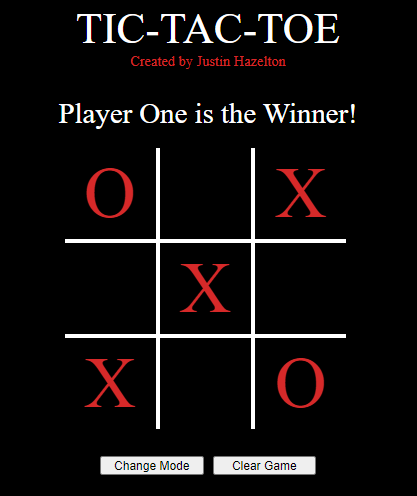 TIC-TAC-TOE
Created by Justin Hazelton
Player One is the Winner!
O X
X
X O
Change Mode Clear Game